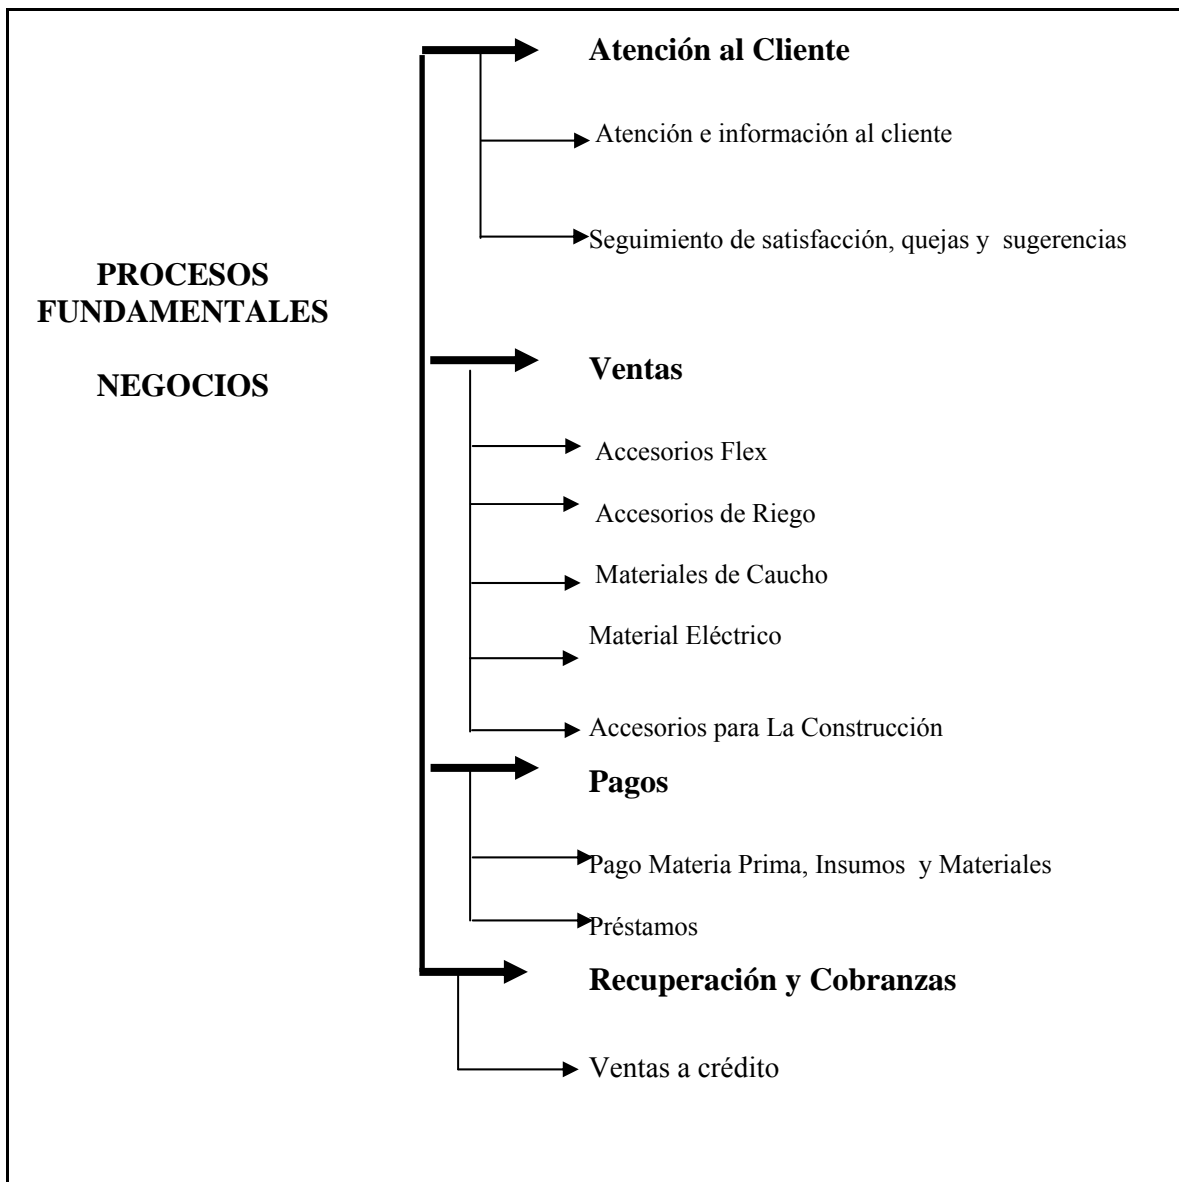 PROCESOS
FUNDAMENTALES
NEGOCIOS
Atención al Cliente
Atención e información al cliente
Seguimiento de satisfacción, quejas y  sugerencias
Ventas
Accesorios Flex
Accesorios de Riego
Materiales de Caucho
Material Eléctrico
Accesorios para La Construcción
Pagos
Pago Materia Prima, Insumos  y Materiales
Préstamos
Recuperación y Cobranzas
Ventas a crédito